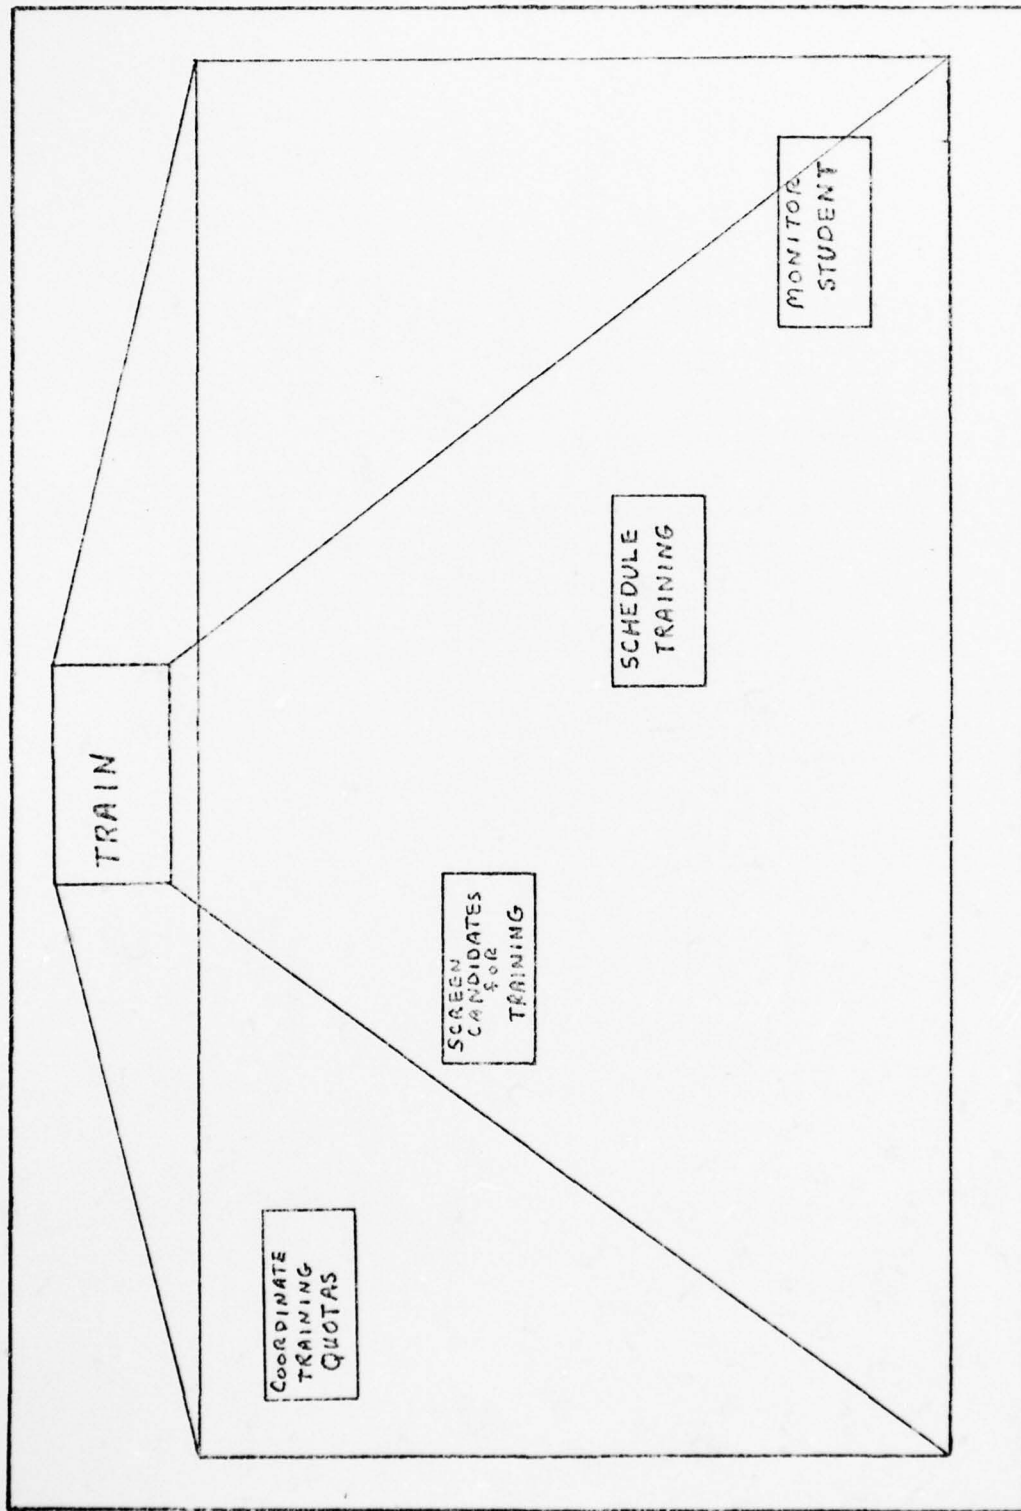 TRAIN
COORDINATE
TRAINING
QUOTAS
SCREEN
CANDIDATES
FOR
TRAINING
SCHEDULE
TRAINING
MONITOR
STUDENT